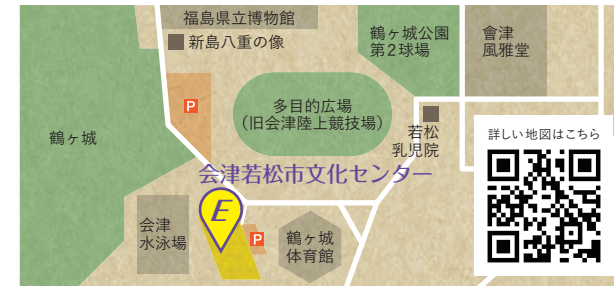 福島県立博物館
新島八重の像
鶴ヶ城公園
第2球場
會津
風雅堂
P
多目的広場
（旧会津陸上競技場）
鶴ヶ城
若松
乳児院
詳しい地図はこちら
会津若松市文化センター
E
会津
水泳場
P
鶴ヶ城
体育館